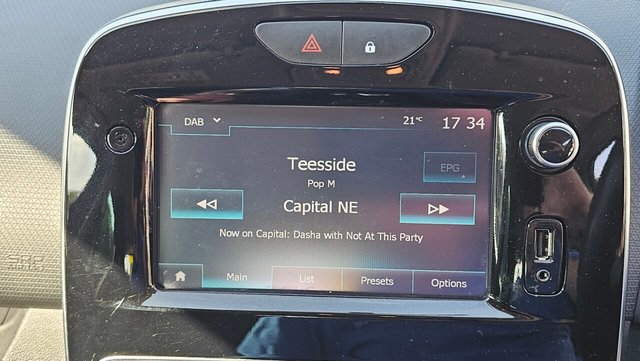 DAB
21°C
17 34
Teesside
EPG
Pop M
Capital NE
Now on Capital: Dasha with Not At This Party
Main
List
Presets
Options
SRP